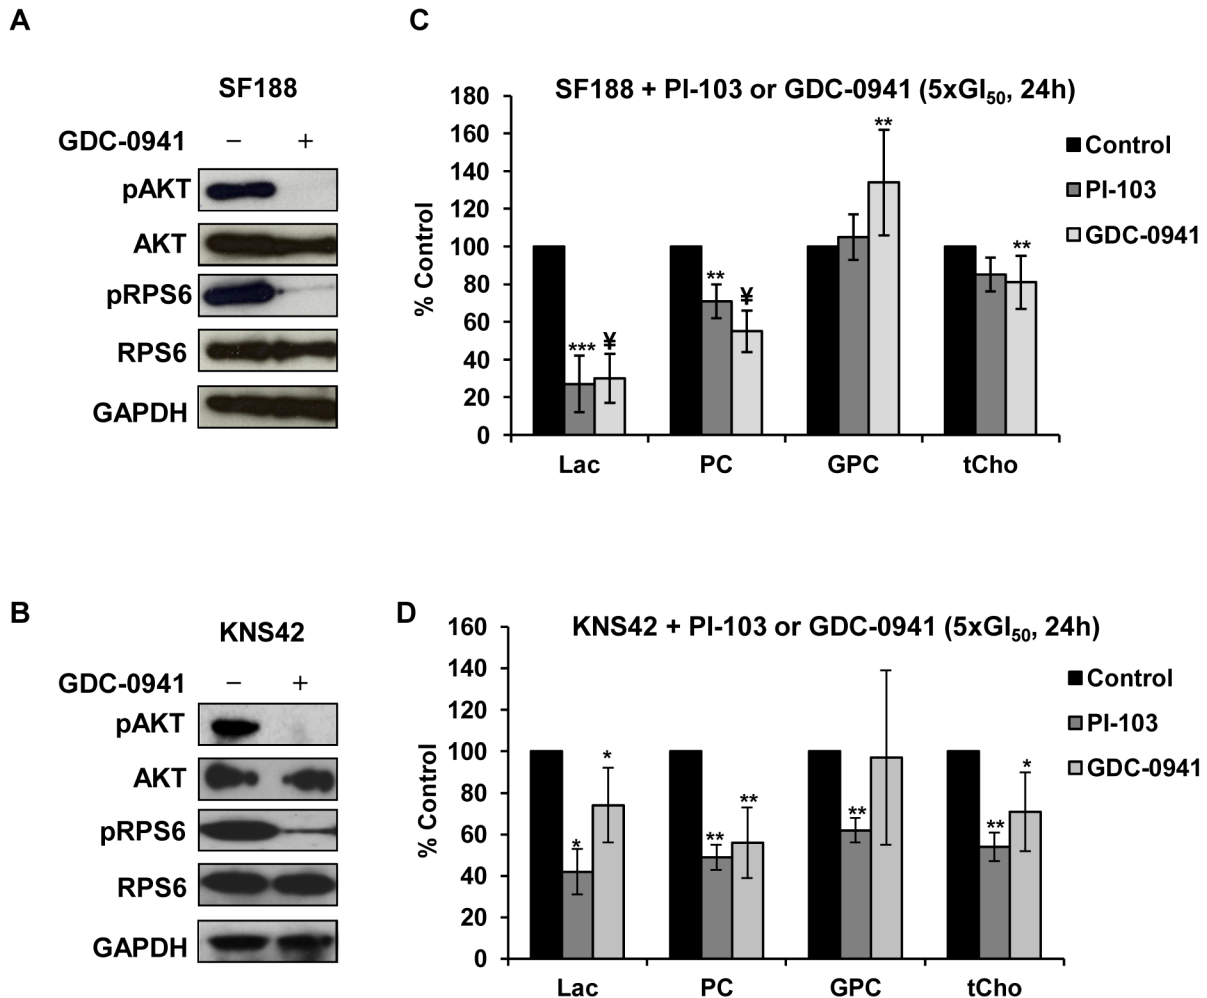 A
SF188
GDC-0941 – +
pAKT
AKT
pRPS6
RPS6
GAPDH
C
SF188 + PI-103 or GDC-0941 (5xGI50, 24h)
% Control
180
160
140
120
100
80
60
40
20
0
*** ¥
** ¥
**
**
Lac PC GPC tCho
Control
PI-103
GDC-0941
B
KNS42
GDC-0941 – +
pAKT
AKT
pRPS6
RPS6
GAPDH
D
KNS42 + PI-103 or GDC-0941 (5xGI50, 24h)
% Control
160
140
120
100
80
60
40
20
0
* *
** **
**
** *
Lac PC GPC tCho
Control
PI-103
GDC-0941